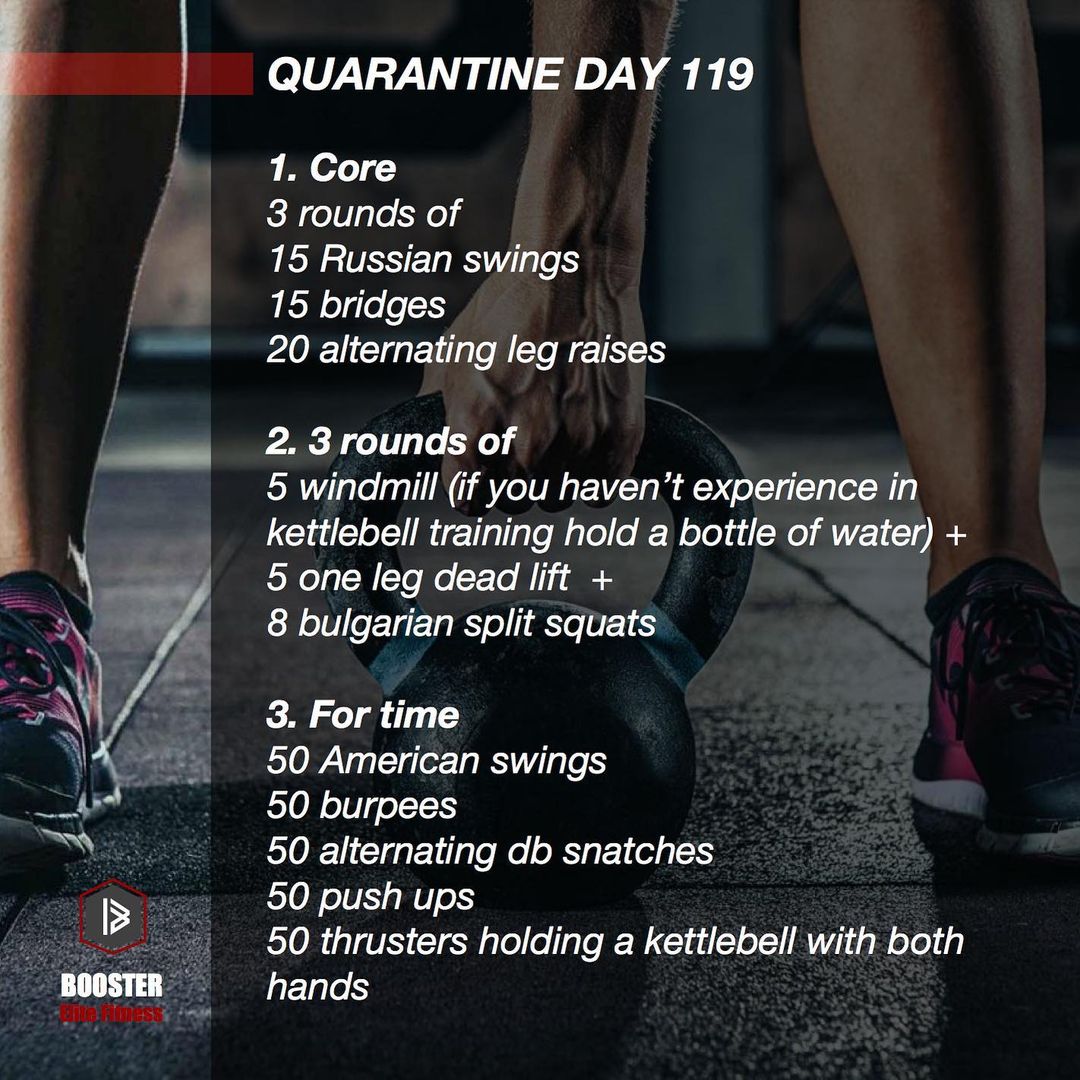 QUARANTINE DAY 119
1. Core
3 rounds of
15 Russian swings
15 bridges
20 alternating leg raises
2. 3 rounds of
5 windmill (if you haven’t experience in
kettlebell training hold a bottle of water) +
5 one leg dead lift +
8 bulgarian split squats
3. For time
50 American swings
50 burpees
50 alternating db snatches
50 push ups
50 thrusters holding a kettlebell with both
hands
BOOSTER
Elite Fitness